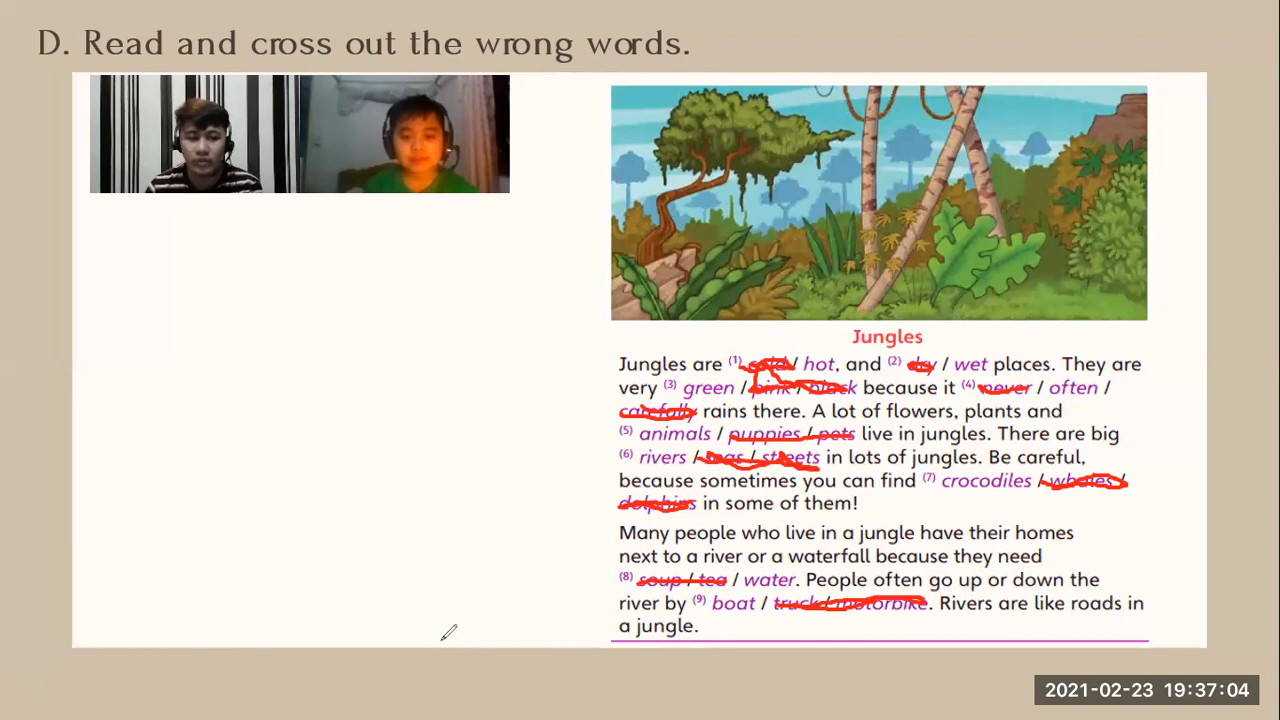 D. Read and cross out the wrong words.
Jungles
Jungles are (1) cold / hot, and (2) dry / wet places. They are
very (3) green / pink / black because it (4) never / often /
carefully rains there. A lot of flowers, plants and
(5) animals / puppies / pets live in jungles. There are big
(6) rivers / seas / streets in lots of jungles. Be careful,
because sometimes you can find (7) crocodiles / whales /
dolphins in some of them!
Many people who live in a jungle have their homes
next to a river or a waterfall because they need
(8) soup / tea / water. People often go up or down the
river by (9) boat / truck / motorbike. Rivers are like roads in
a jungle.
2021-02-23 19:37:04